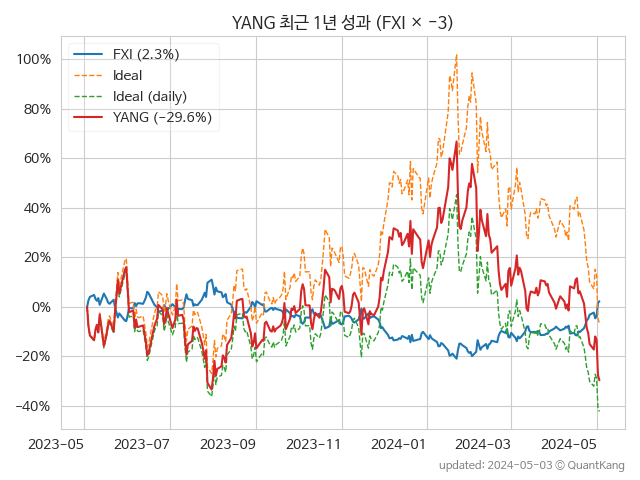 YANG 최근 1년 성과 (FXI × −3)
FXI (2.3%)
Ideal
Ideal (daily)
YANG (−29.6%)
100%
80%
60%
40%
20%
0%
−20%
−40%
2023−05 2023−07 2023−09 2023−11 2024−01 2024−03 2024−05
updated: 2024-05-03 ⓒ QuantKang